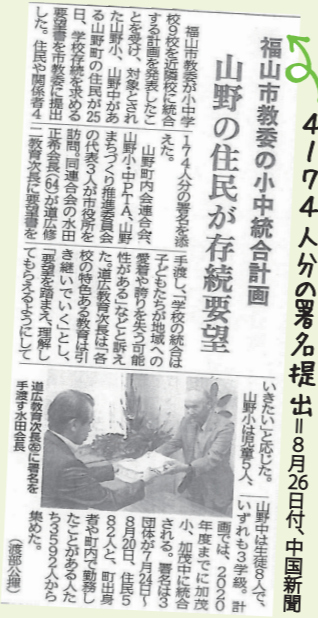 4174人分の署名提出=8月26日付、中国新聞
福山市教委の小中統合計画
山野の住民が存続要望
福山市教委が小中学
校9校を近隣校に統合
する計画を発表したこ
とを受け、対象とされ
た山野小、山野中があ
る山野町の住民が25
日、学校存続を求める
要望書を市教委に提出
した。住民や関係者4
174人分の署名を添
えた。
山野町内会連合会、
山野小・中PTA、山野
まちづくり推進委員会
の代表3人が市役所を
訪問。同連合会の水田
正希会長(64)が道広修
二教育次長に要望書を
手渡し、「学校の統合は
子どもたちが地域への
愛着や誇りを失う可能
性がある」などと訴え
た。道広教育次長は「各
校の特色ある教育は引
き継いでいく」とし、
「要望を踏まえ、理解し
てもらえるようにして
いきたい」と応じた。
山野小は児童5人、
山野中は生徒8人で、
いずれも3学級。計
画では、2020
年度までに加茂
小、加茂中に統合
される。署名は3
団体が7月24日〜
8月20日、住民5
82人と、町出身
者や町内で勤務し
たことがある人た
ち3592人から
集めた。
(渡部公揮)
道広教育次長㊧に署名を
手渡す水田会長